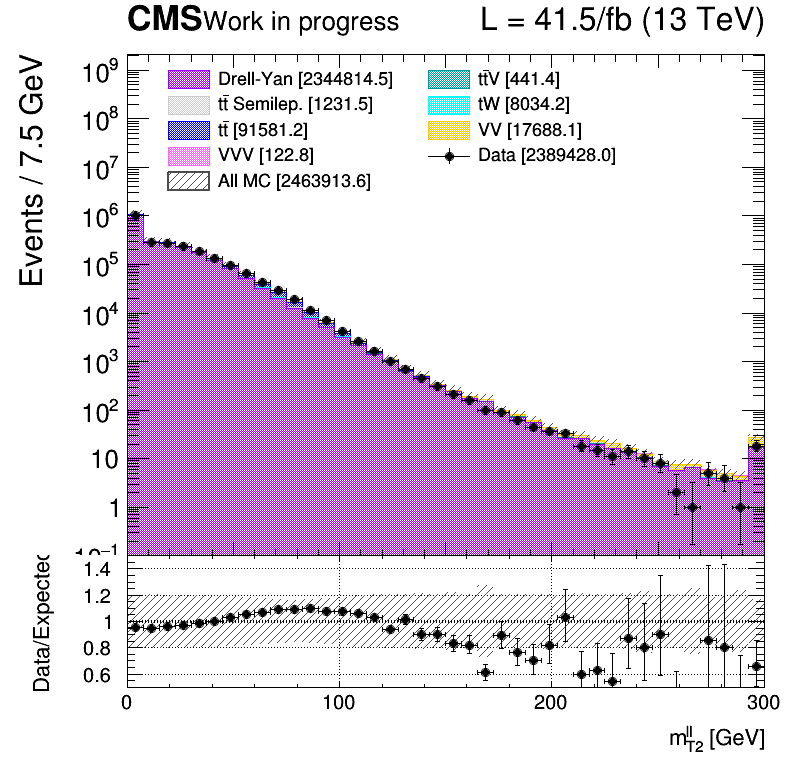 CMS Work in progress L = 41.5/fb (13 TeV)
Events / 7.5 GeV
Drell-Yan [2344814.5]
tt̄ Semilep. [1231.5]
tt̄ [91581.2]
VVV [122.8]
All MC [2463913.6]
tt̄V [441.4]
tW [8034.2]
VV [17688.1]
Data [2389428.0]
10⁹
10⁸
10⁷
10⁶
10⁵
10⁴
10³
10²
10
1
10⁻¹
Data/Expected
1.4
1.2
1
0.8
0.6
0 100 200 300
m^{ll}_{T2} [GeV]